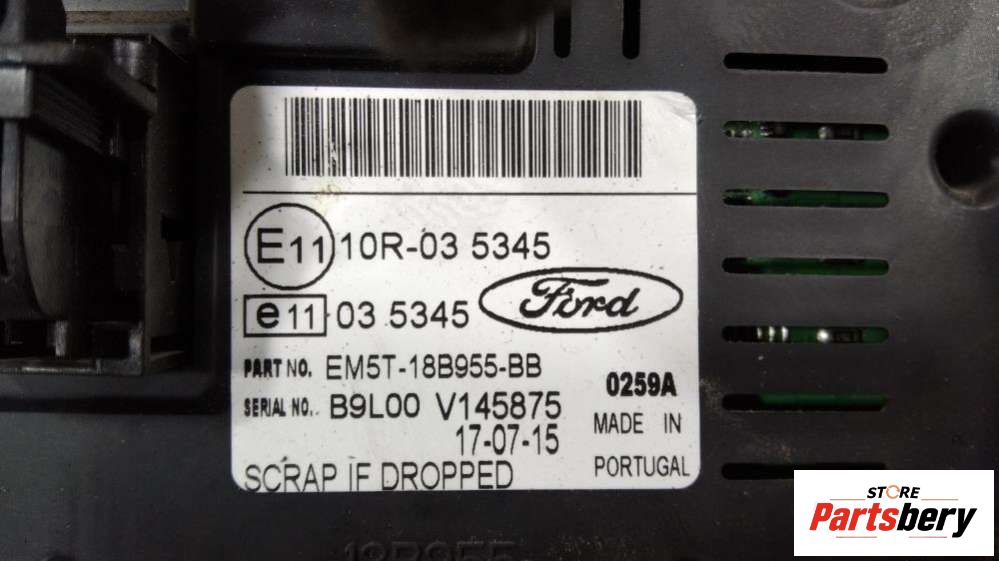 E11 10R-03 5345
e11 03 5345 Ford
PART NO. EM5T-18B955-BB
0259A
SERIAL NO. B9L00 V145875
17-07-15
MADE IN
PORTUGAL
SCRAP IF DROPPED
18B955
STORE
Partsbery